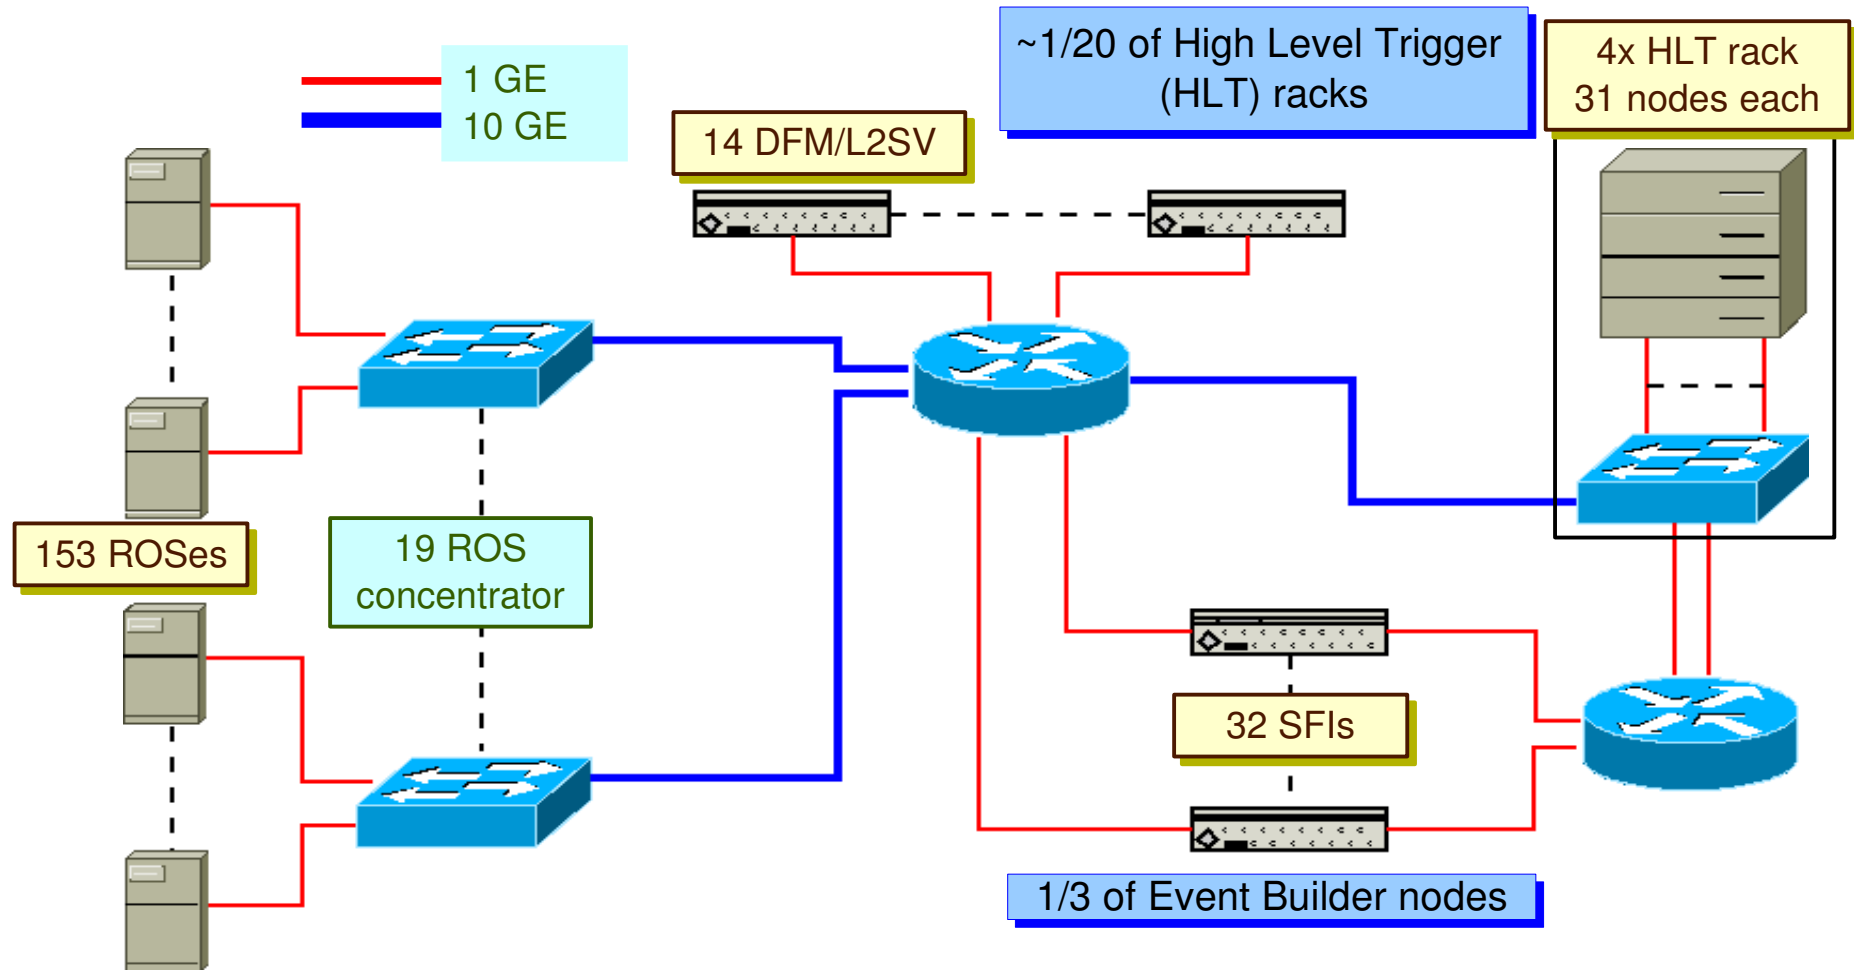 ~1/20 of High Level Trigger
(HLT) racks
4x HLT rack
31 nodes each
1 GE
10 GE
14 DFM/L2SV
153 ROSes
19 ROS
concentrator
32 SFIs
1/3 of Event Builder nodes